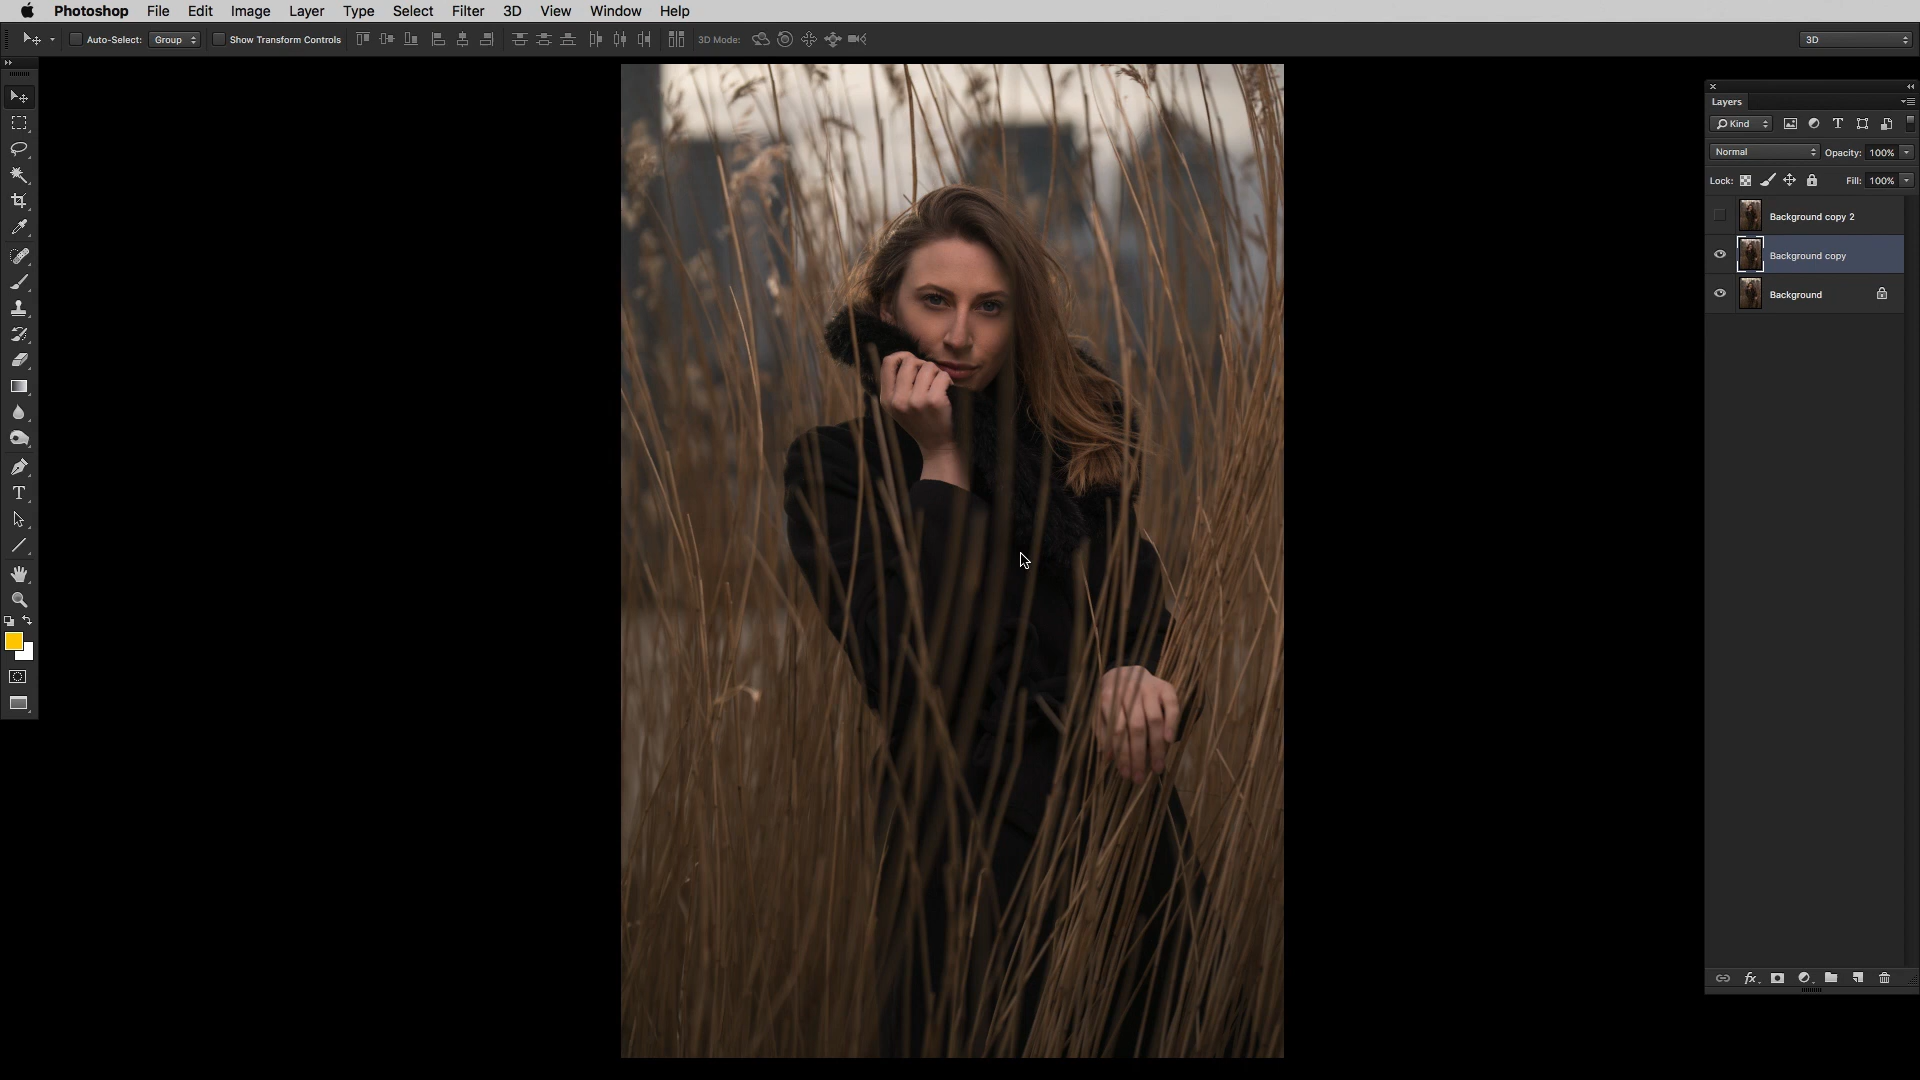 Photoshop File Edit Image Layer Type Select Filter 3D View Window Help
Auto-Select: Group Show Transform Controls 3D Mode: 3D
Layers
Kind T
Normal Opacity: 100%
Lock: Fill: 100%
Background copy 2
Background copy
Background
T
fx